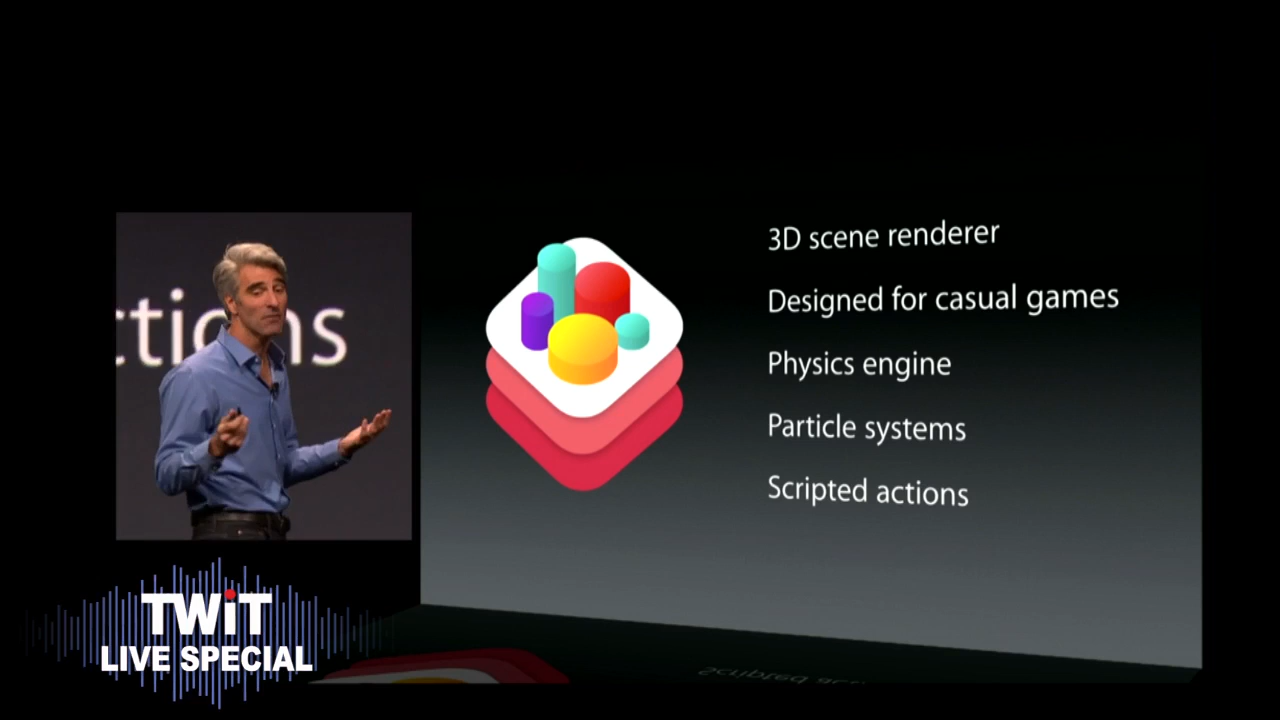 ctions
3D scene renderer
Designed for casual games
Physics engine
Particle systems
Scripted actions
TWiT
LIVE SPECIAL